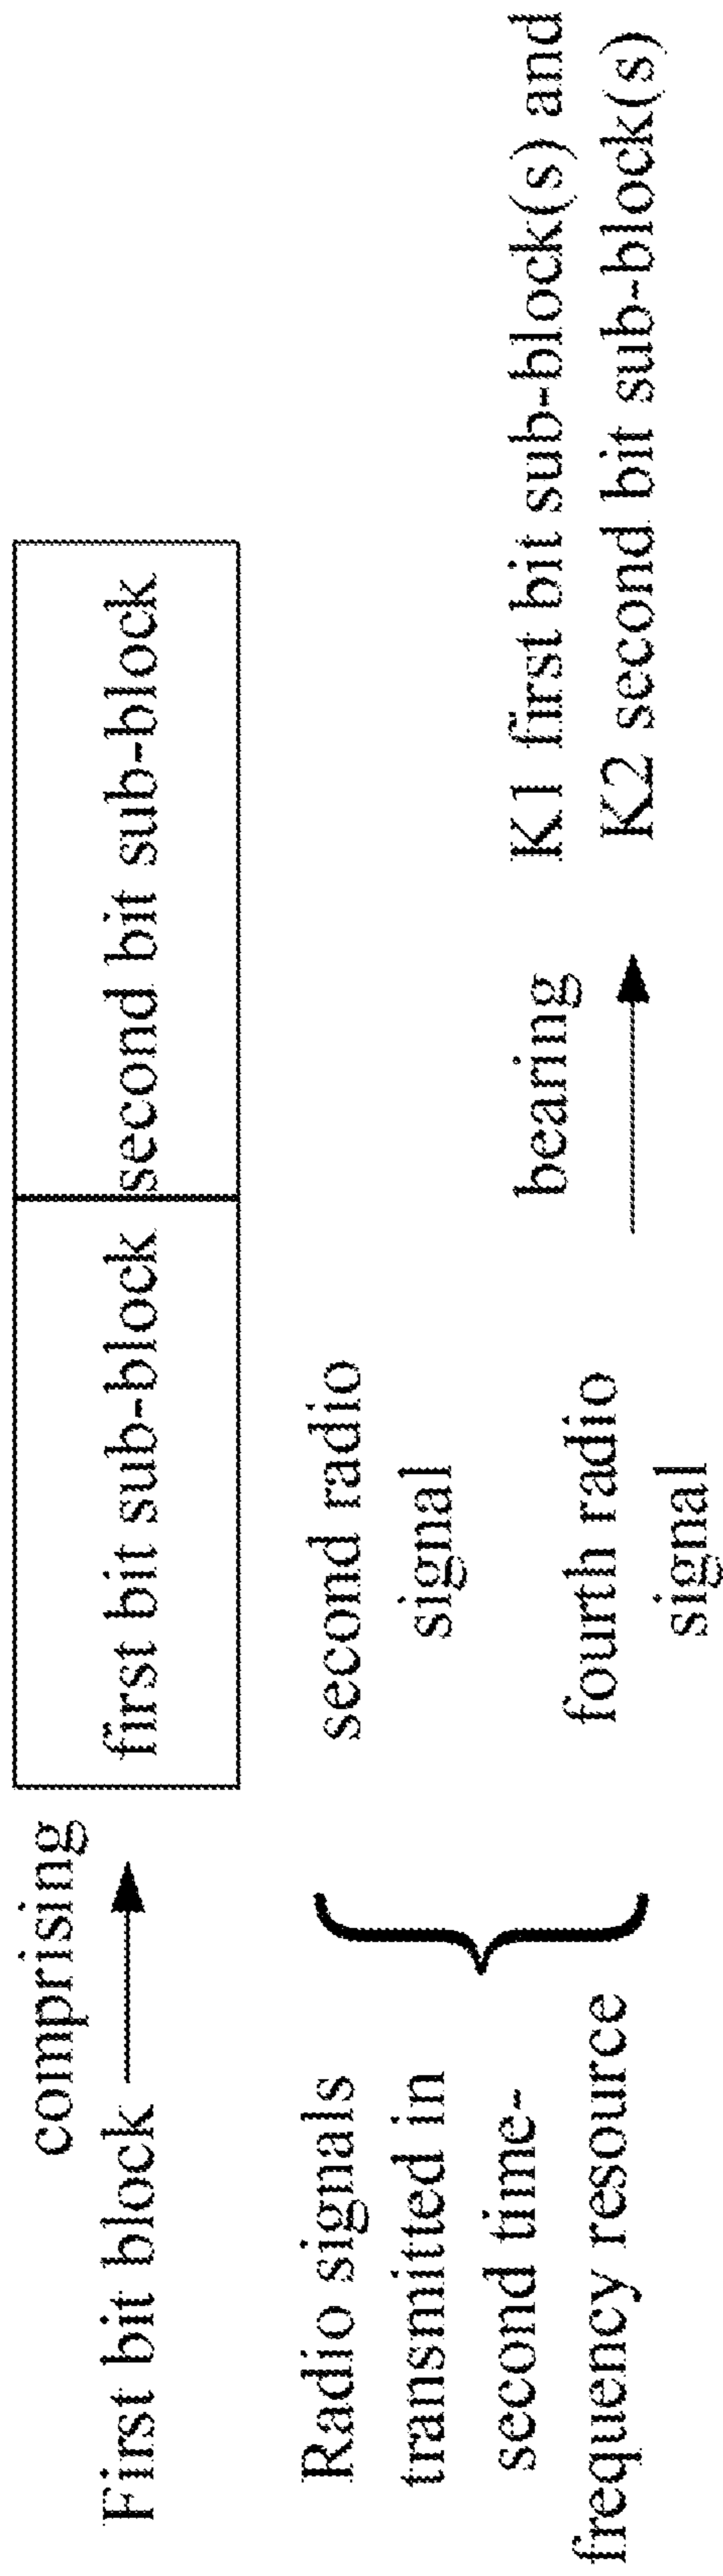 comprising
First bit block
first bit sub-block
second bit sub-block
Radio signals
transmitted in
second time-
frequency resource
second radio
signal
fourth radio
signal
bearing
K1 first bit sub-block(s) and
K2 second bit sub-block(s)